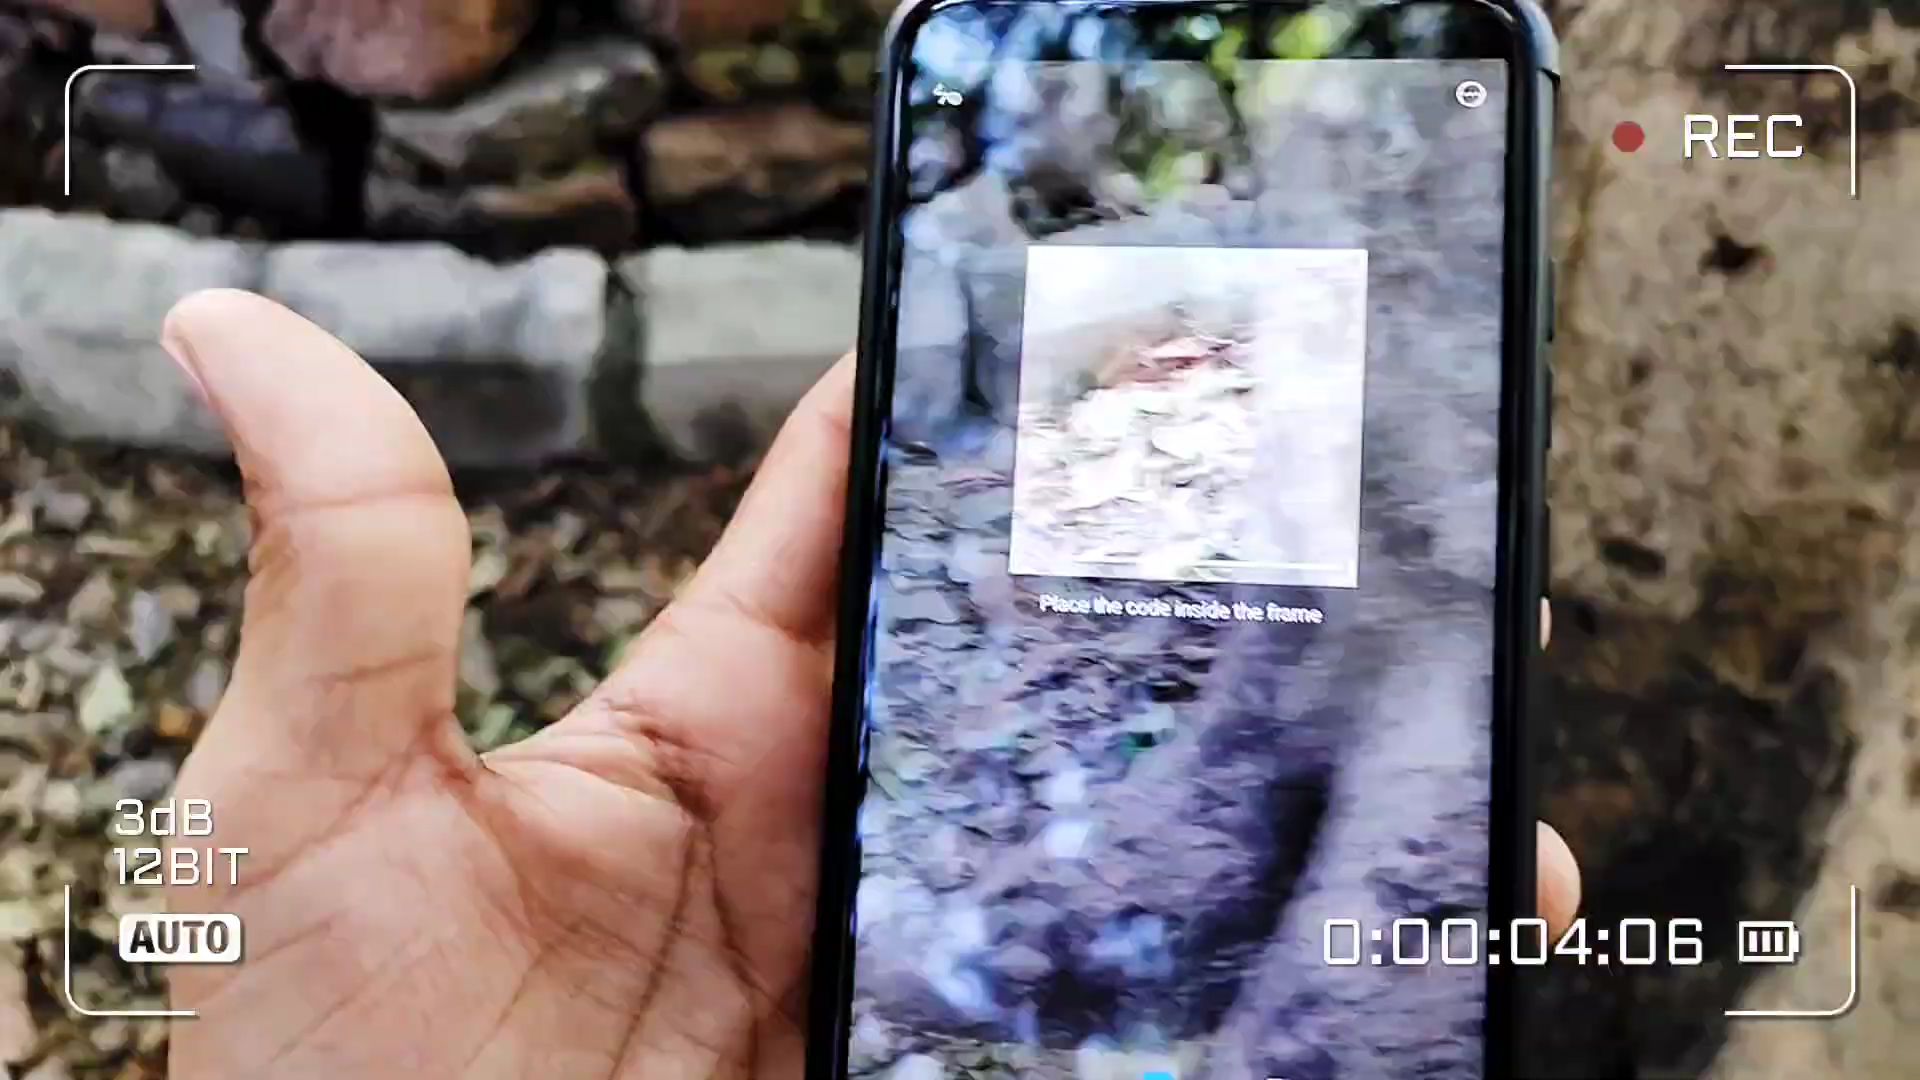 REC
Place the code inside the frame
3dB
12BIT
AUTO
0:00:04:06